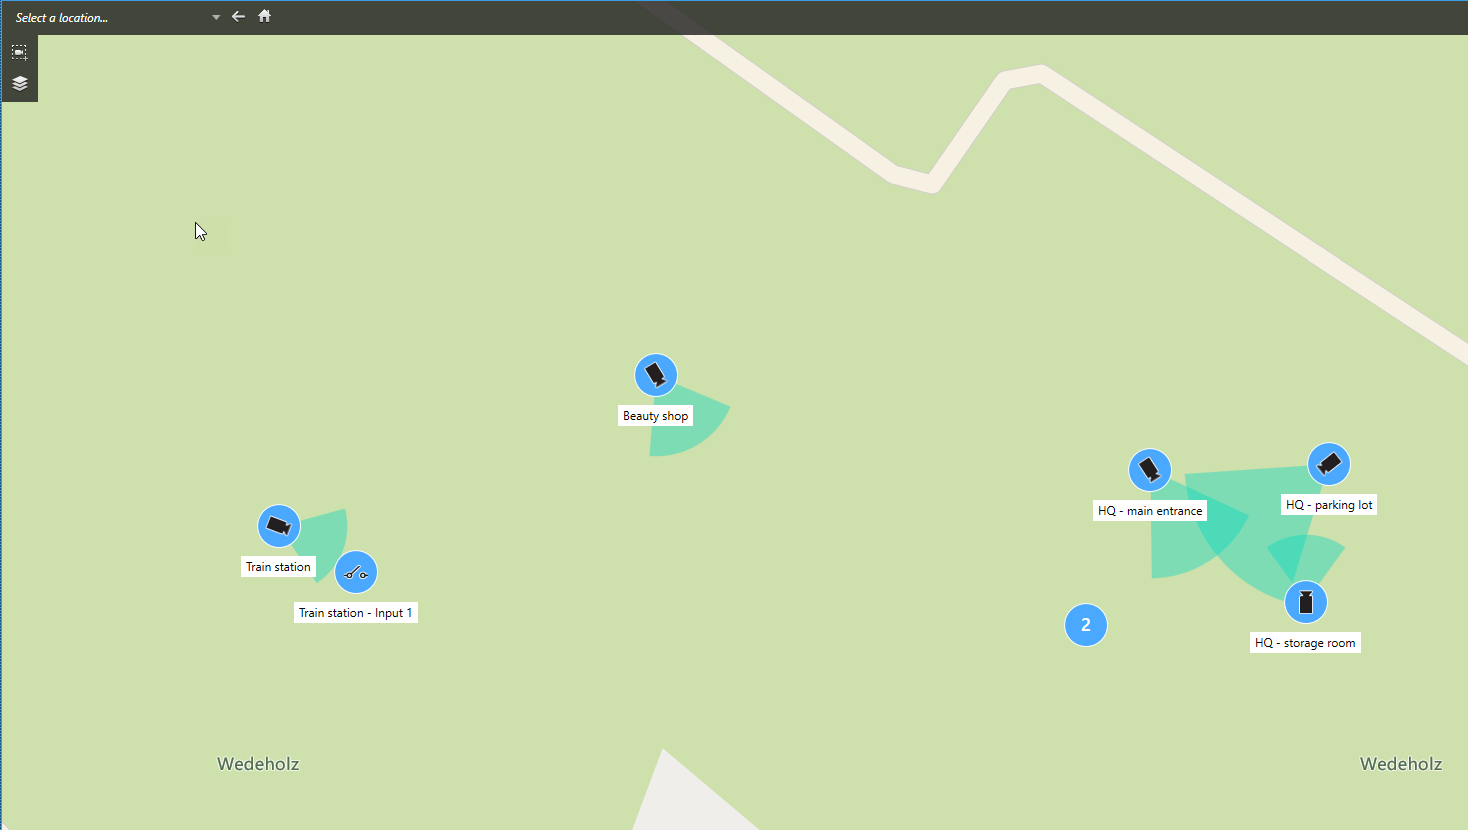 Select a location...
Beauty shop
HQ - parking lot
HQ - main entrance
Train station
Train station - Input 1
2
HQ - storage room
Wedeholz
Wedeholz